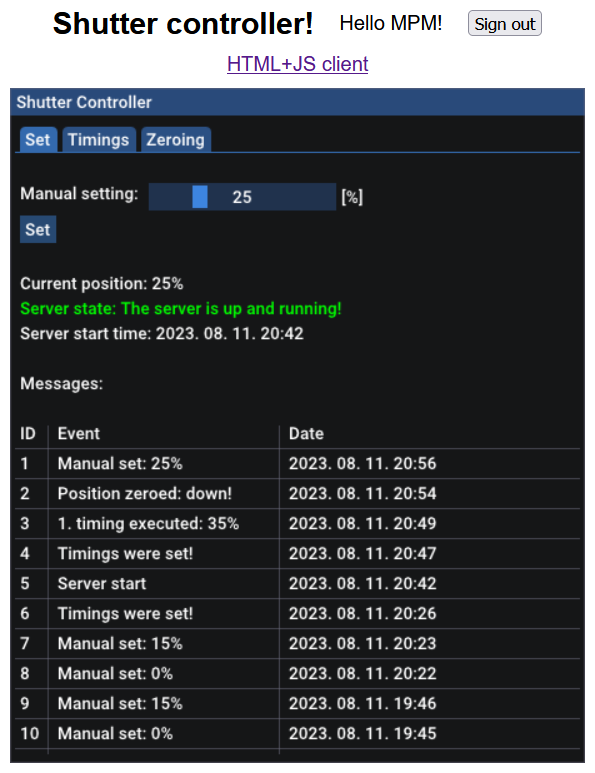 Shutter controller! Hello MPM! Sign out
HTML+JS client
Shutter Controller
Set Timings Zeroing
Manual setting: 25 [%]
Set
Current position: 25%
Server state: The server is up and running!
Server start time: 2023. 08. 11. 20:42
Messages:
ID Event Date
1 Manual set: 25% 2023. 08. 11. 20:56
2 Position zeroed: down! 2023. 08. 11. 20:54
3 1. timing executed: 35% 2023. 08. 11. 20:49
4 Timings were set! 2023. 08. 11. 20:47
5 Server start 2023. 08. 11. 20:42
6 Timings were set! 2023. 08. 11. 20:26
7 Manual set: 15% 2023. 08. 11. 20:23
8 Manual set: 0% 2023. 08. 11. 20:22
9 Manual set: 15% 2023. 08. 11. 19:46
10 Manual set: 0% 2023. 08. 11. 19:45